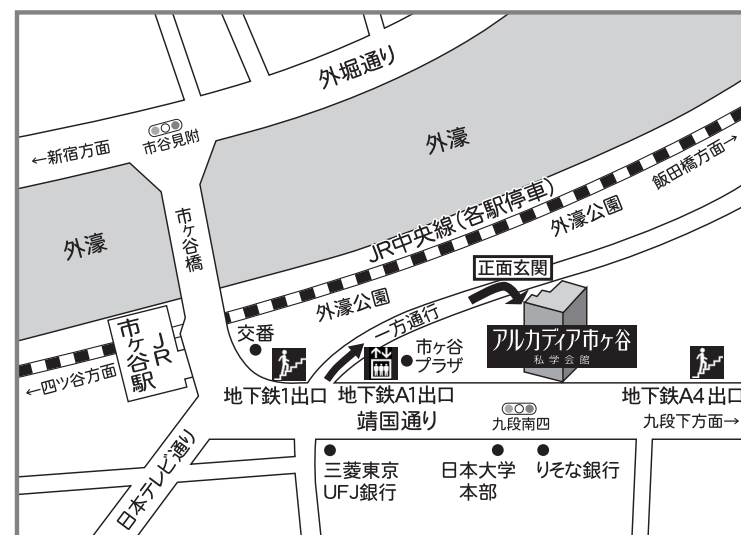 外堀通り
←新宿方面
市谷見附
外濠
飯田橋方面→
市ヶ谷橋
外濠
JR中央線(各駅停車)
外濠公園
正面玄関
外濠公園
一方通行
交番
アルカディア市ヶ谷
私学会館
市ヶ谷
プラザ
JR
市ヶ谷駅
←四ツ谷方面
地下鉄1出口
地下鉄A1出口
地下鉄A4出口
靖国通り
九段南四
九段下方面→
日本テレビ通り
三菱東京
UFJ銀行
日本大学
本部
りそな銀行